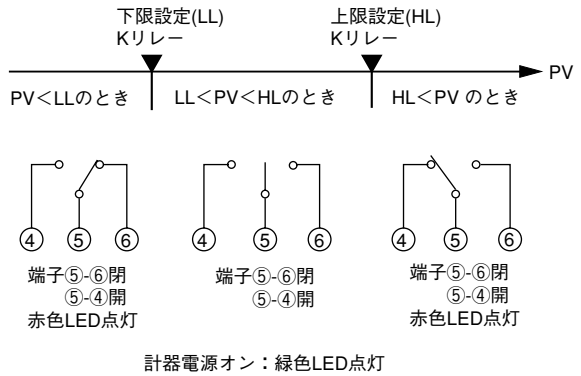 下限設定(LL)
Kリレー
上限設定(HL)
Kリレー
PV
PV＜LLのとき
LL＜PV＜HLのとき
HL＜PV のとき
④ ⑤ ⑥
④ ⑤ ⑥
④ ⑤ ⑥
端子⑤-⑥閉
⑤-④開
赤色LED点灯
端子⑤-⑥閉
⑤-④開
端子⑤-⑥閉
⑤-④開
赤色LED点灯
計器電源オン：緑色LED点灯